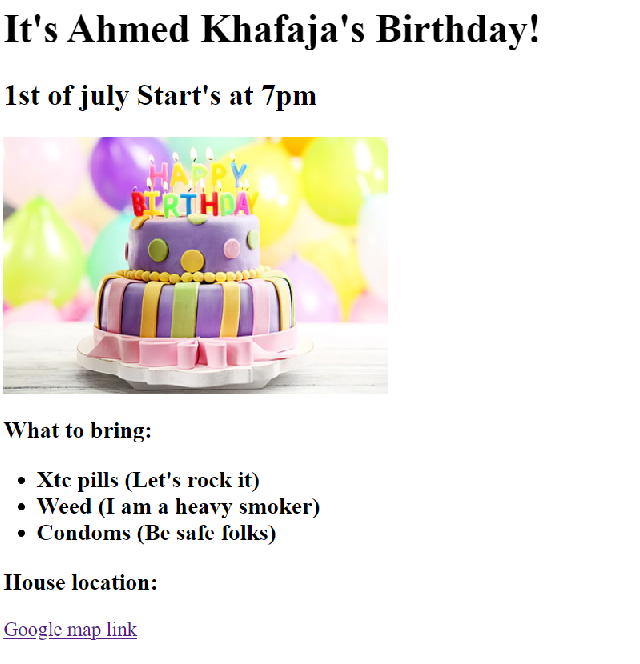 It's Ahmed Khafaja's Birthday!
1st of july Start's at 7pm
HAPPY
BIRTHDAY
What to bring:
• Xtc pills (Let's rock it)
• Weed (I am a heavy smoker)
• Condoms (Be safe folks)
House location:
Google map link